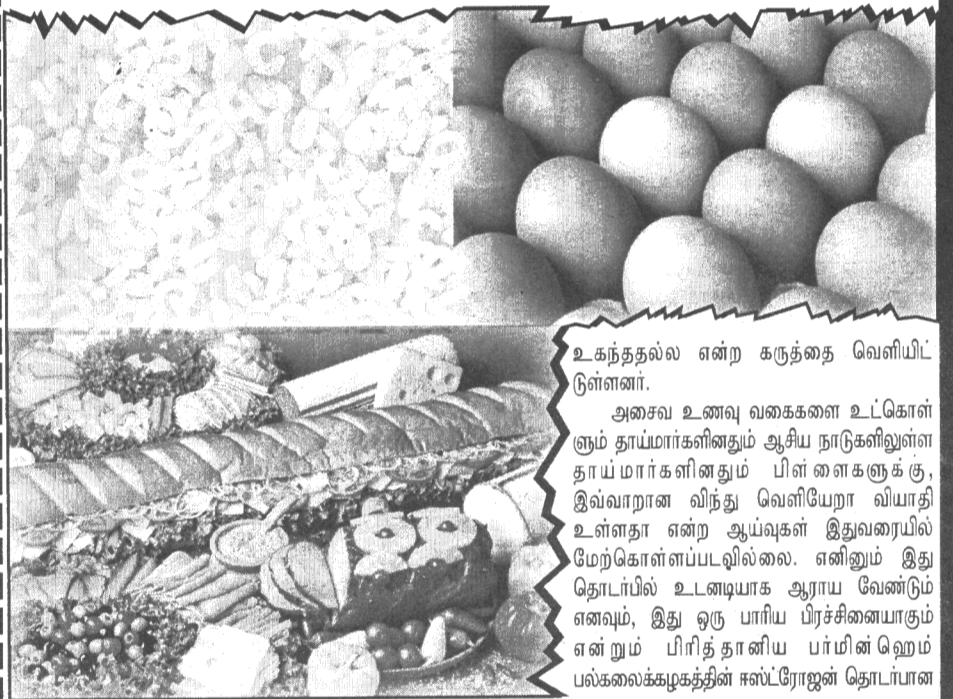 உகந்ததல்ல என்ற கருத்தை வெளியிட்
டுள்ளனர்.
அசைவ உணவு வகைகளை உட்கொள்
ளும் தாய்மார்களினதும் ஆசிய நாடுகளிலுள்ள
தாய்மார்களினதும் பிள்ளைகளுக்கு,
இவ்வாறான விந்து வெளியேறா வியாதி
உள்ளதா என்ற ஆய்வுகள் இதுவரையில்
மேற்கொள்ளப்படவில்லை. எனினும் இது
தொடர்பில் உடனடியாக ஆராய வேண்டும்
எனவும், இது ஒரு பாரிய பிரச்சினையாகும்
என்றும் பிரித்தானிய பர்மின்ஹெம்
பல்கலைக்கழகத்தின் ஈஸ்ட்ரோஜன் தொடர்பான